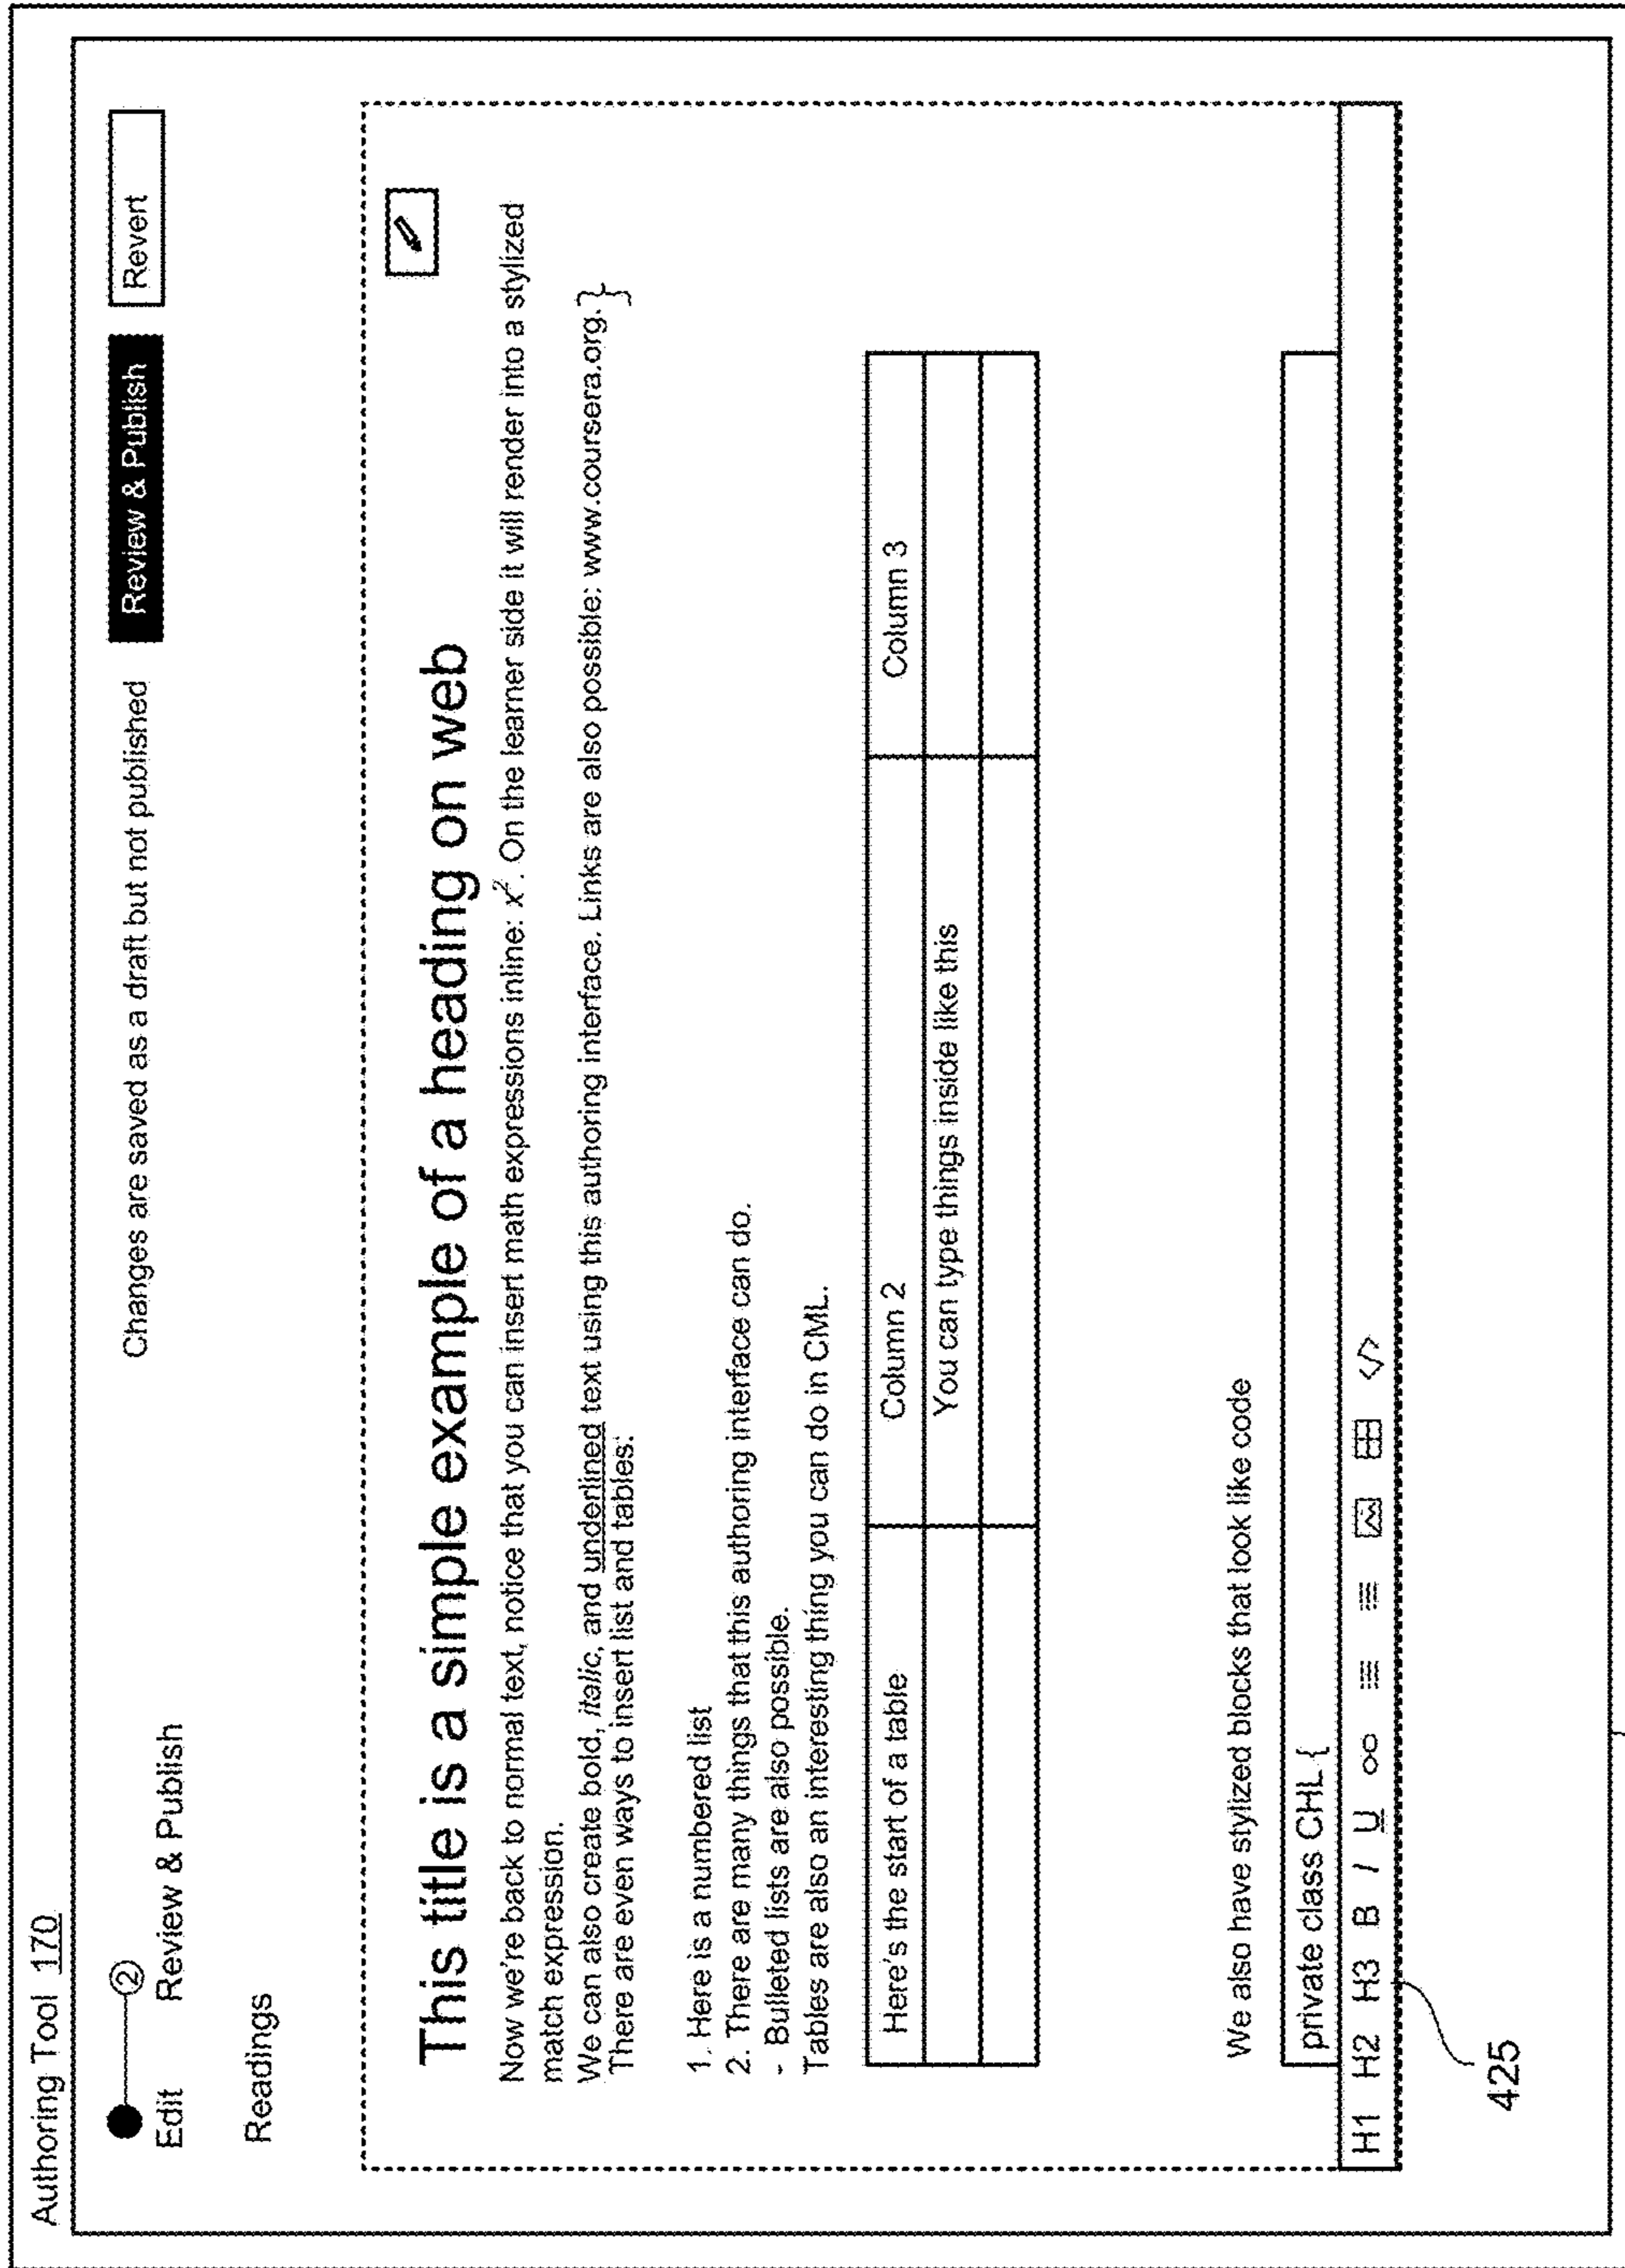 Authoring Tool 170
2
Edit Review & Publish
Changes are saved as a draft but not published
Review & Publish
Revert
Readings
This title is a simple example of a heading on web
Now we're back to normal text, notice that you can insert math expressions inline: x². On the learner side it will render into a stylized
match expression.
We can also create bold, italic, and underlined text using this authoring interface. Links are also possible: www.coursera.org. }
There are even ways to insert list and tables:
1. Here is a numbered list
2. There are many things that this authoring interface can do.
- Bulleted lists are also possible.
Tables are also an interesting thing you can do in CML.
Here's the start of a table Column 2 Column 3
You can type things inside like this
We also have stylized blocks that look like code
private class CHL {
H1 H2 H3 B I U </>
425